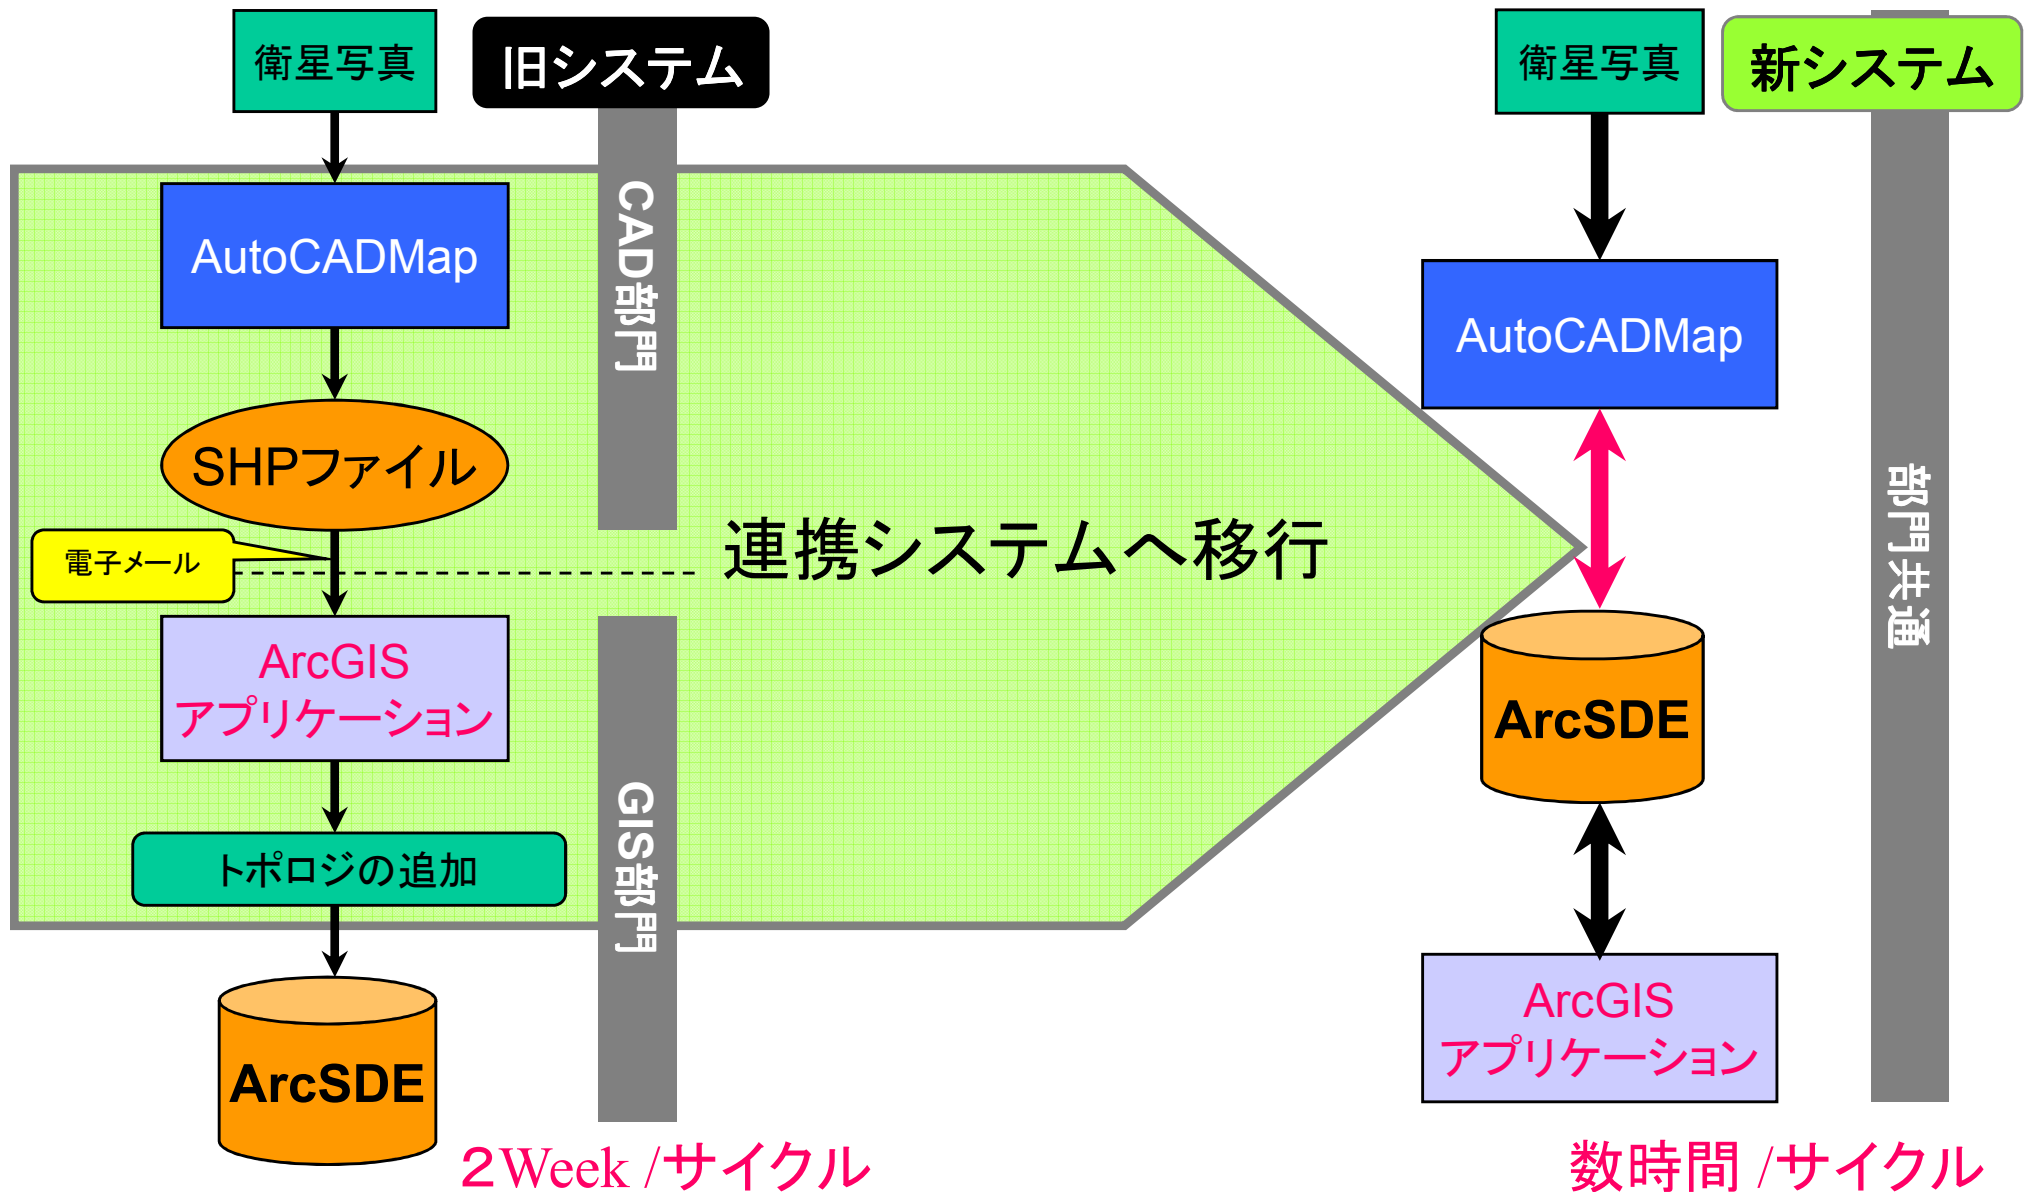 衛星写真
旧システム
AutoCADMap
CAD部門
SHPファイル
電子メール
ArcGIS
アプリケーション
トポロジの追加
GIS部門
ArcSDE
２Week /サイクル
連携システムへ移行
衛星写真
新システム
AutoCADMap
部門共通
ArcSDE
ArcGIS
アプリケーション
数時間 /サイクル